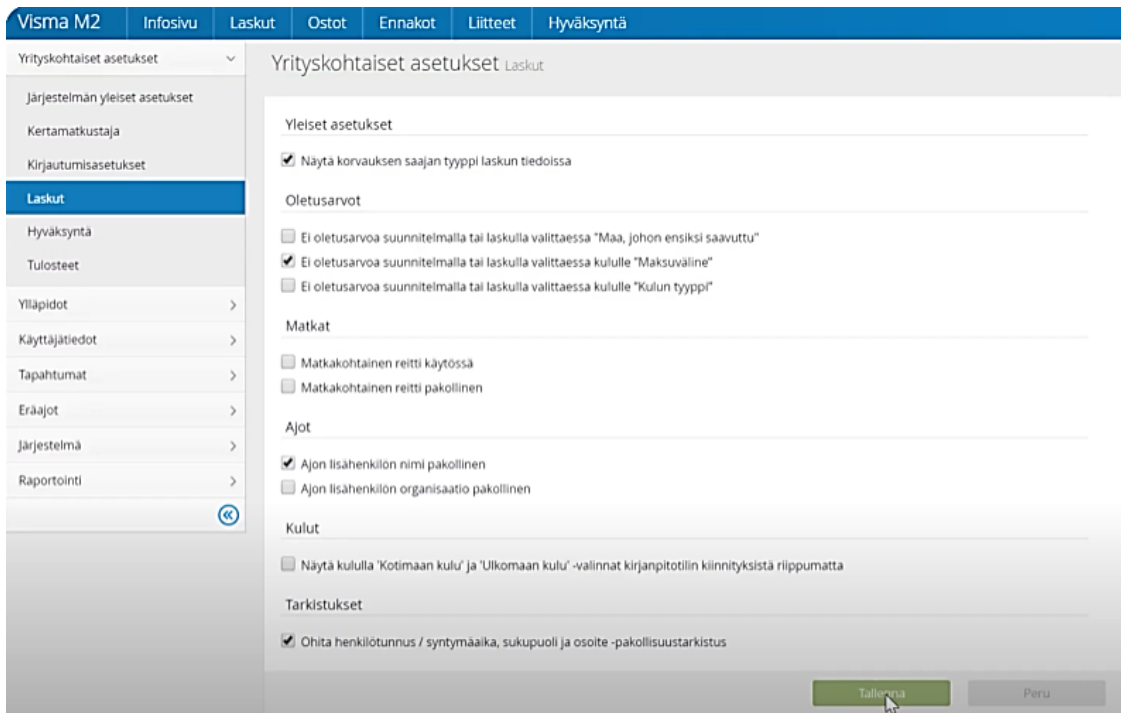 Visma M2 Infosivu Laskut Ostot Ennakot Liitteet Hyväksyntä
Yrityskohtaiset asetukset
Järjestelmän yleiset asetukset
Kertamatkustaja
Kirjautumisasetukset
Laskut
Hyväksyntä
Tulosteet
Ylläpidot
Käyttäjätiedot
Tapahtumat
Eräajot
Järjestelmä
Raportointi
Yrityskohtaiset asetukset Laskut
Yleiset asetukset
Näytä korvauksen saajan tyyppi laskun tiedoissa
Oletusarvot
Ei oletusarvoa suunnitelmalla tai laskulla valittaessa "Maa, johon ensiksi saavuttu"
Ei oletusarvoa suunnitelmalla tai laskulla valittaessa kululle "Maksuväline"
Ei oletusarvoa suunnitelmalla tai laskulla valittaessa kululle "Kulun tyyppi"
Matkat
Matkakohtainen reitti käytössä
Matkakohtainen reitti pakollinen
Ajot
Ajon lisähenkilön nimi pakollinen
Ajon lisähenkilön organisaatio pakollinen
Kulut
Näytä kululla 'Kotimaan kulu' ja 'Ulkomaan kulu' -valinnat kirjanpitotilin kiinnityksistä riippumatta
Tarkistukset
Ohita henkilötunnus / syntymäaika, sukupuoli ja osoite -pakollisuustarkistus
Tallenna Peru